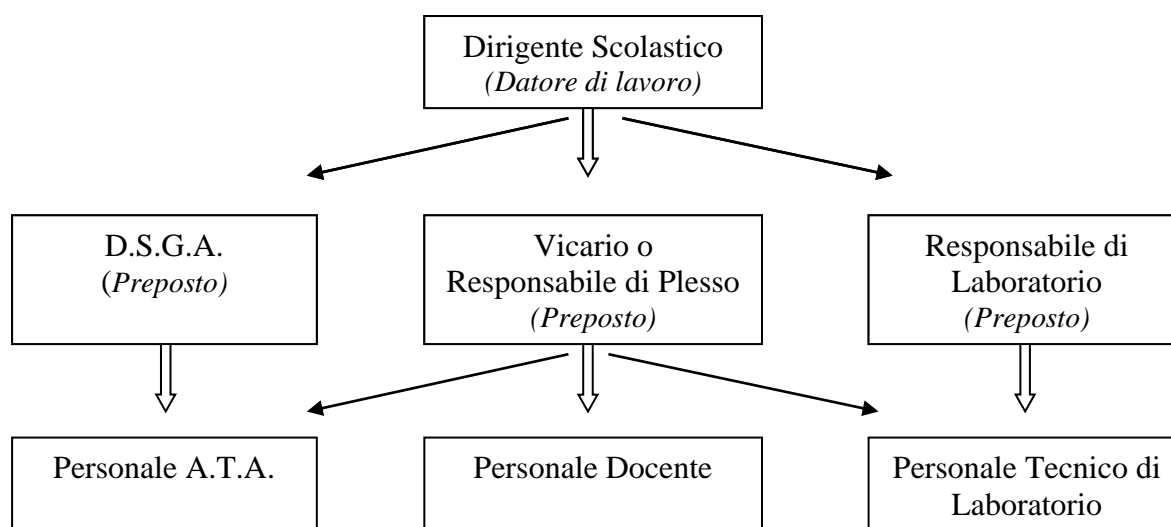 Dirigente Scolastico
(Datore di lavoro)
D.S.G.A.
(Preposto)
Vicario o
Responsabile di Plesso
(Preposto)
Responsabile di
Laboratorio
(Preposto)
Personale A.T.A.
Personale Docente
Personale Tecnico di
Laboratorio